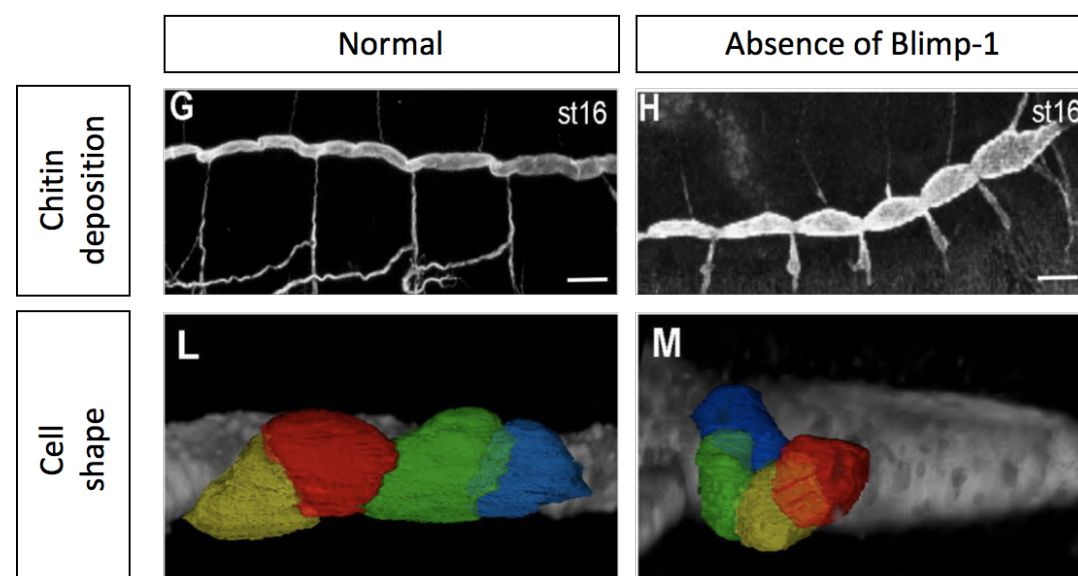 Normal
Absence of Blimp-1
Chitin
deposition
G
st16
H
st16
Cell
shape
L
M